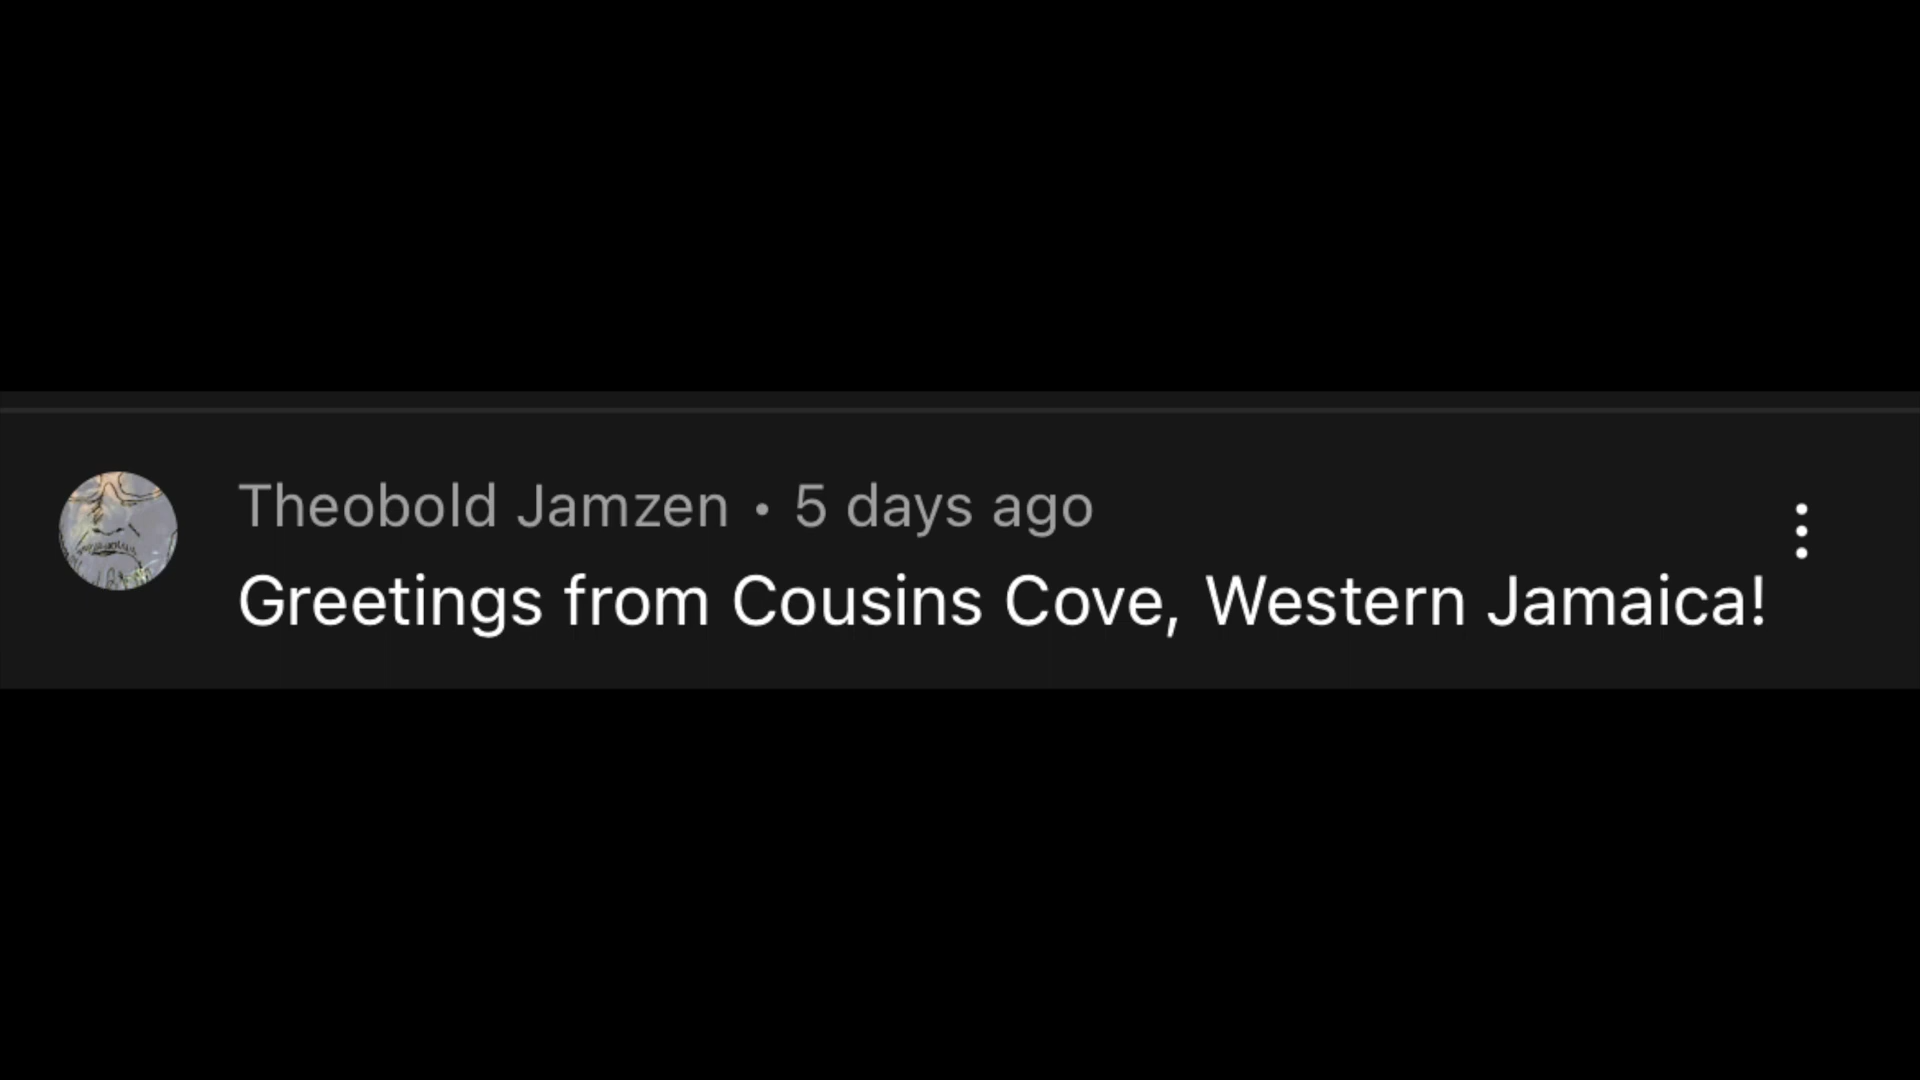 Theobold Jamzen • 5 days ago
Greetings from Cousins Cove, Western Jamaica!